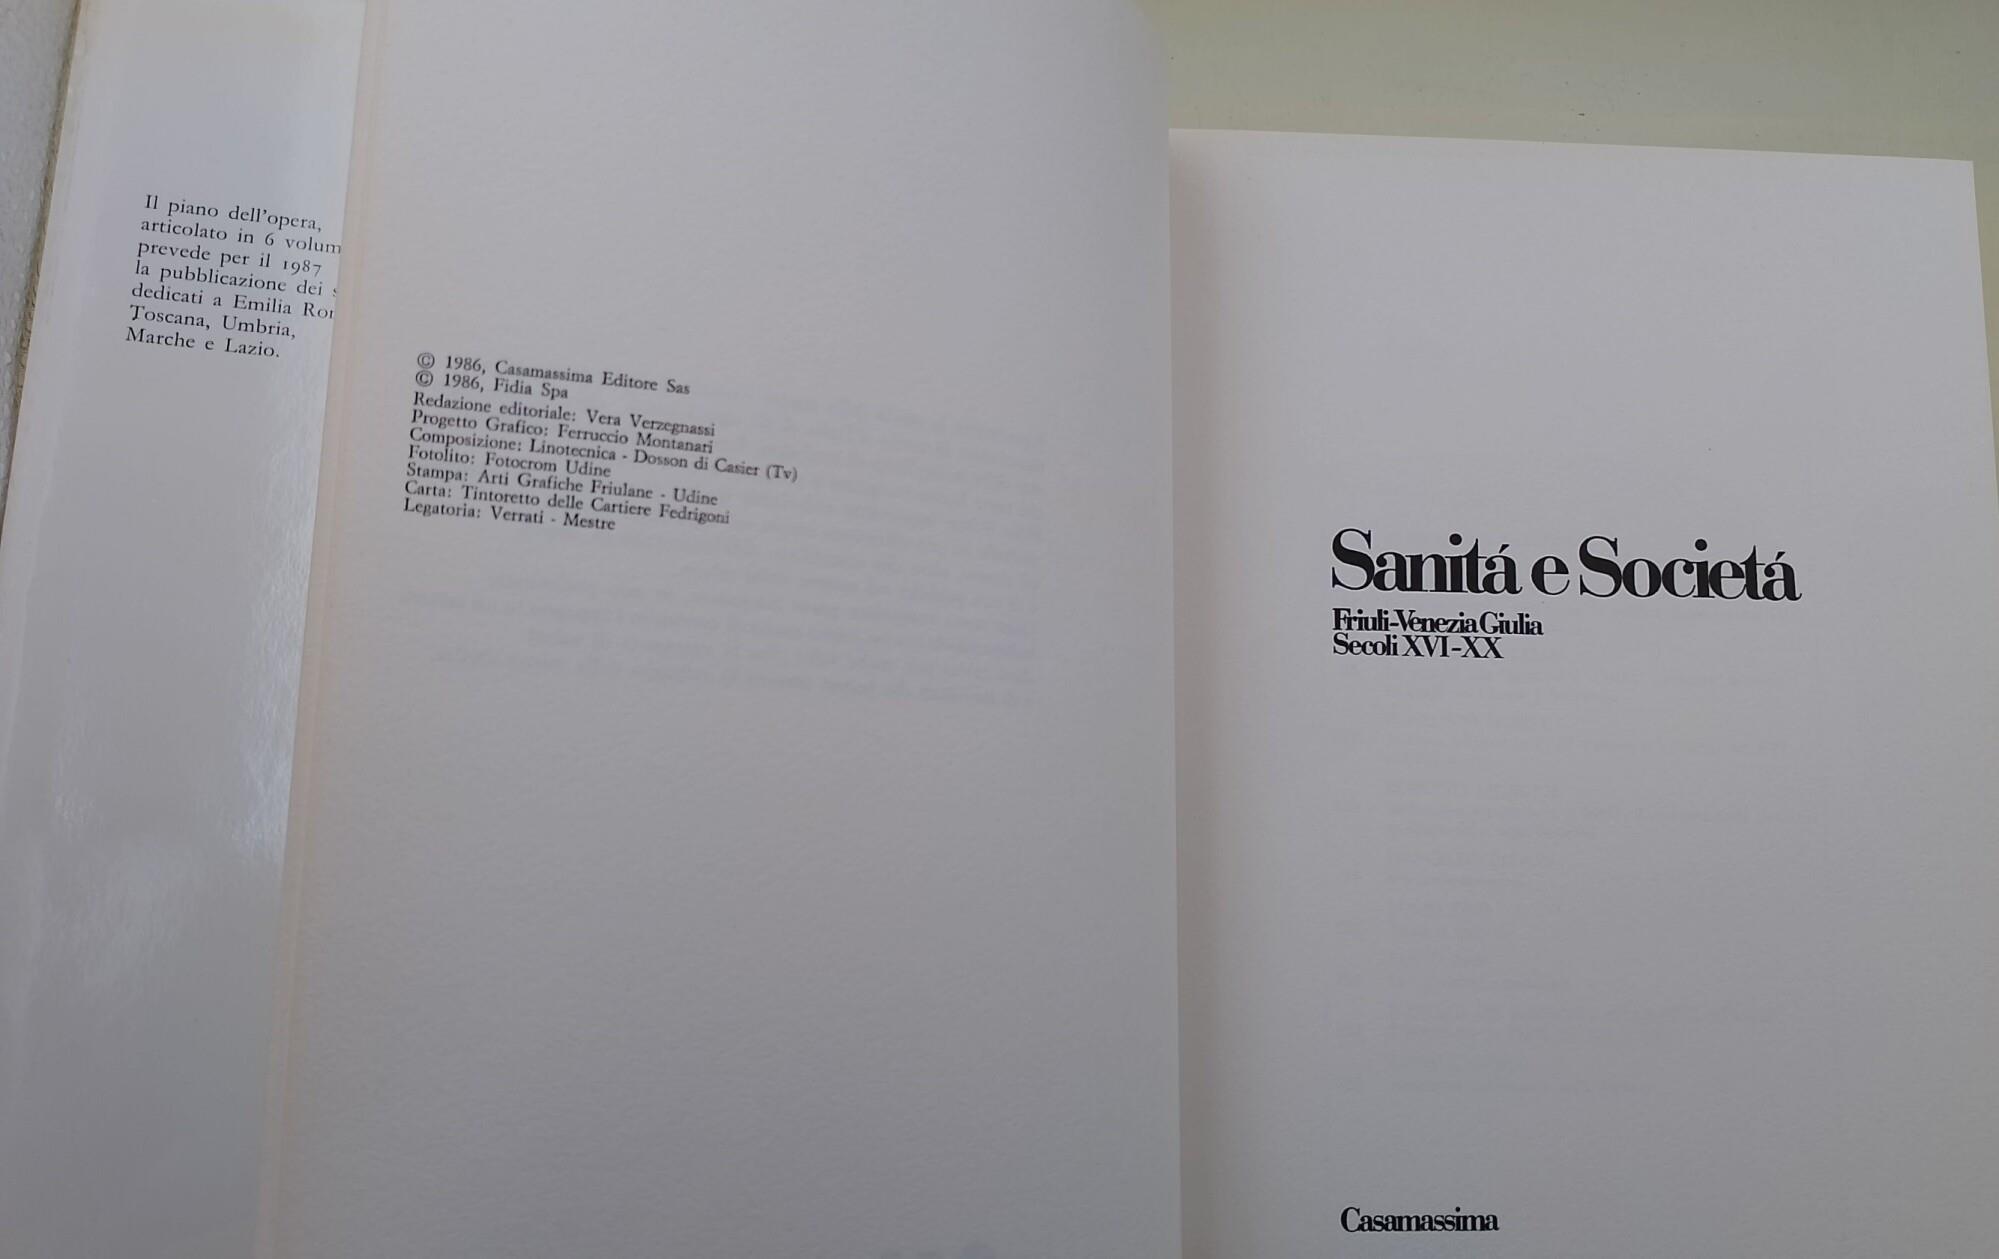 Il piano dell'opera,
articolato in 6 volum
prevede per il 1987
la pubblicazione dei
dedicati a Emilia
Toscana, Umbria,
Marche e Lazio.
© 1986, Casamassima Editore Sas
© 1986, Fidia Spa
Redazione editoriale: Vera Verzegnassi
Progetto Grafico: Ferruccio Montanari
Composizione: Linotecnica - Dosson di Casier (Tv)
Fotolito: Fotocrom Udine
Stampa: Arti Grafiche Friulane - Udine
Carta: Tintoretto delle Cartiere Fedrigoni
Legatoria: Verrati - Mestre
Sanitá e Societá
Friuli-Venezia Giulia
Secoli XVI-XX
Casamassima